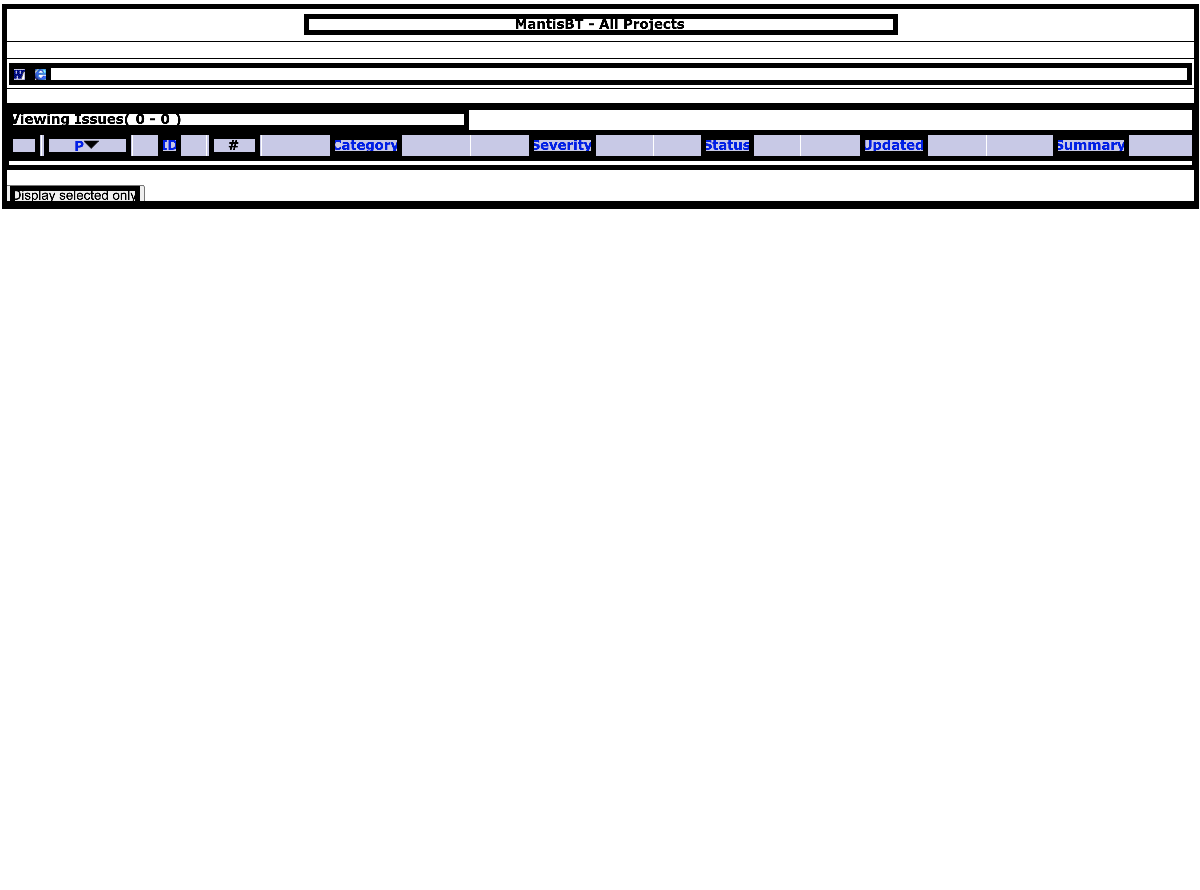 MantisBT - All Projects
Viewing Issues( 0 - 0 )
P ID # Category Severity Status Updated Summary
Display selected only